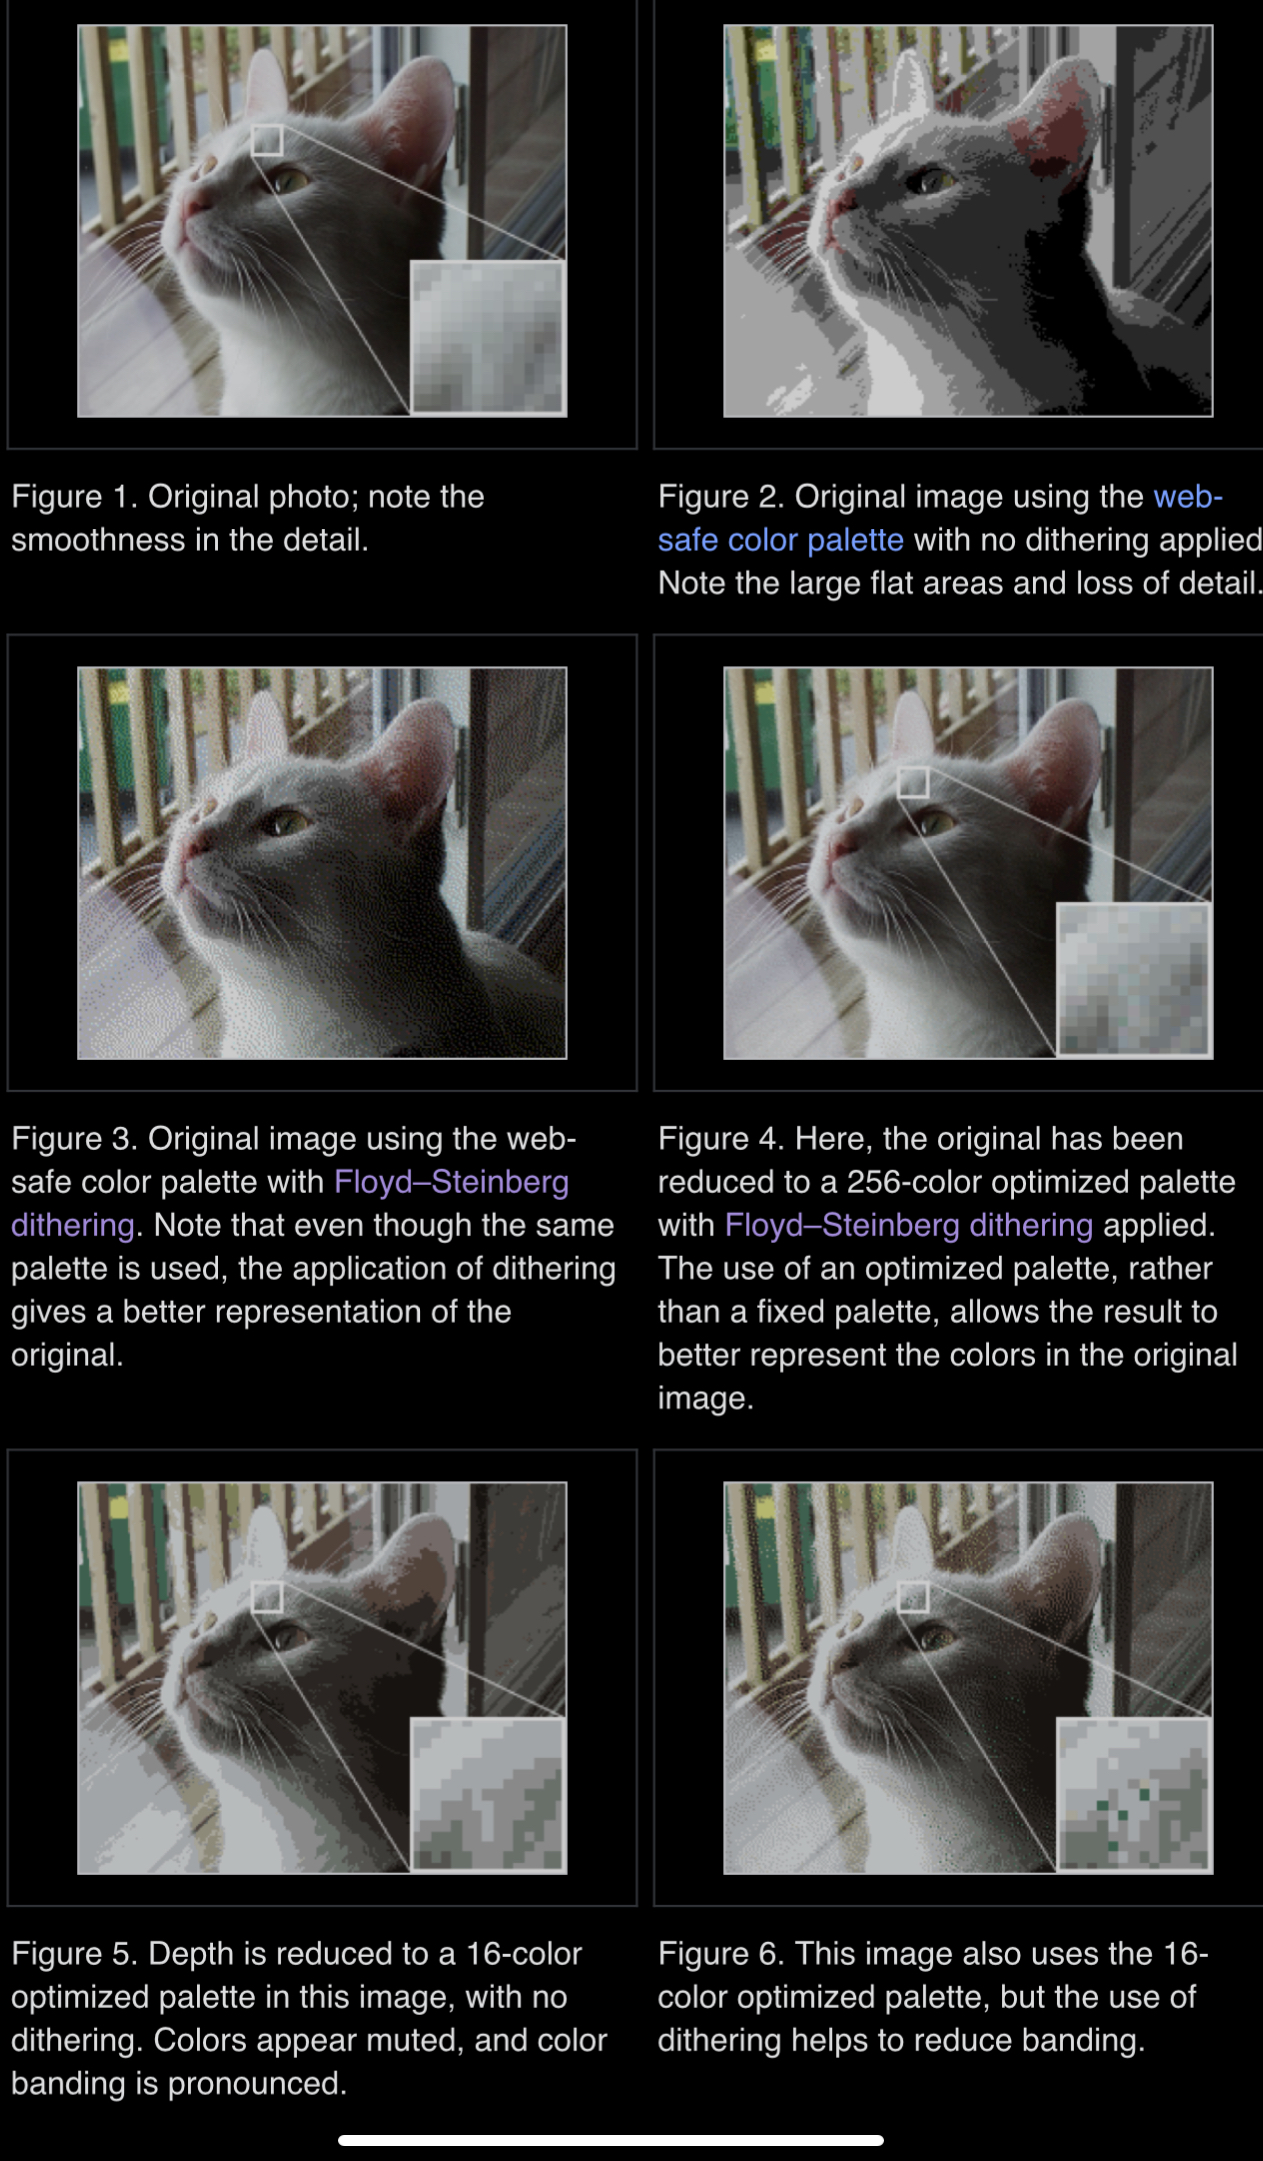 Figure 1. Original photo; note the
smoothness in the detail.
Figure 2. Original image using the web-
safe color palette with no dithering applied
Note the large flat areas and loss of detail.
Figure 3. Original image using the web-
safe color palette with Floyd–Steinberg
dithering. Note that even though the same
palette is used, the application of dithering
gives a better representation of the
original.
Figure 4. Here, the original has been
reduced to a 256-color optimized palette
with Floyd–Steinberg dithering applied.
The use of an optimized palette, rather
than a fixed palette, allows the result to
better represent the colors in the original
image.
Figure 5. Depth is reduced to a 16-color
optimized palette in this image, with no
dithering. Colors appear muted, and color
banding is pronounced.
Figure 6. This image also uses the 16-
color optimized palette, but the use of
dithering helps to reduce banding.